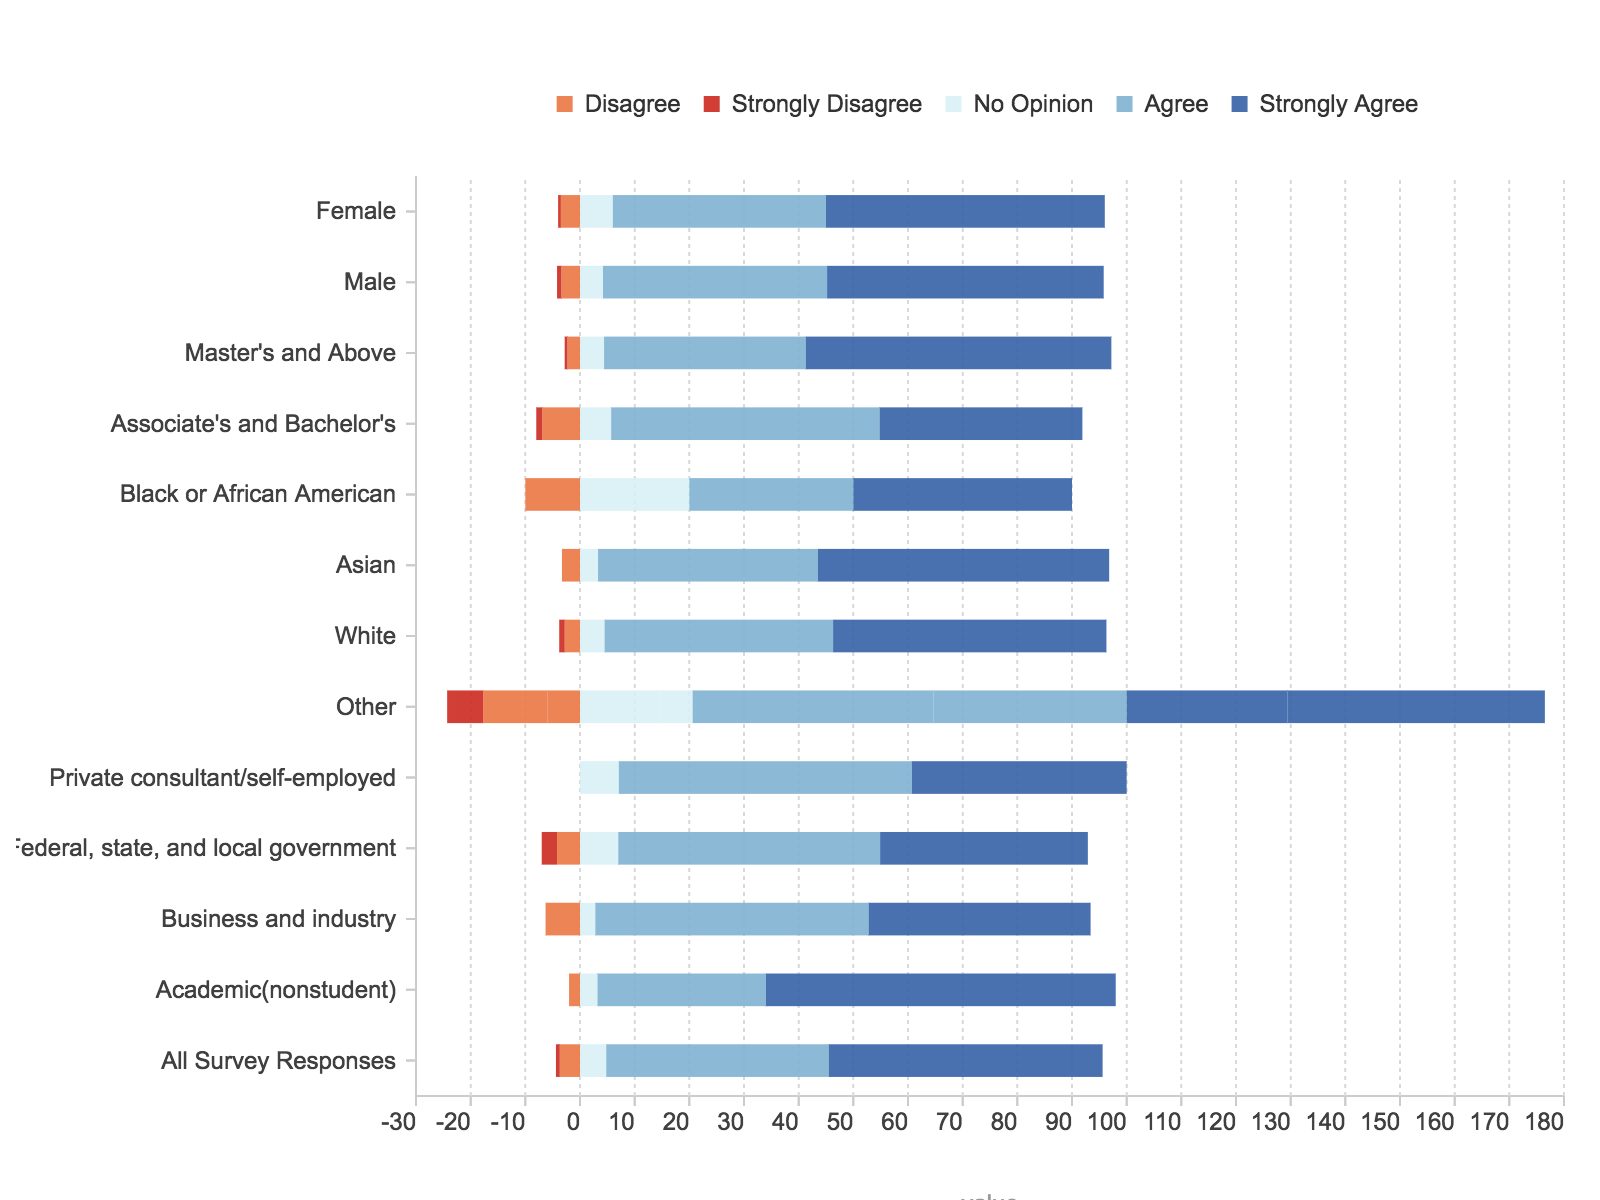 Disagree Strongly Disagree No Opinion Agree Strongly Agree
Female
Male
Master's and Above
Associate's and Bachelor's
Black or African American
Asian
White
Other
Private consultant/self-employed
Federal, state, and local government
Business and industry
Academic(nonstudent)
All Survey Responses
-30 -20 -10 0 10 20 30 40 50 60 70 80 90 100 110 120 130 140 150 160 170 180
value